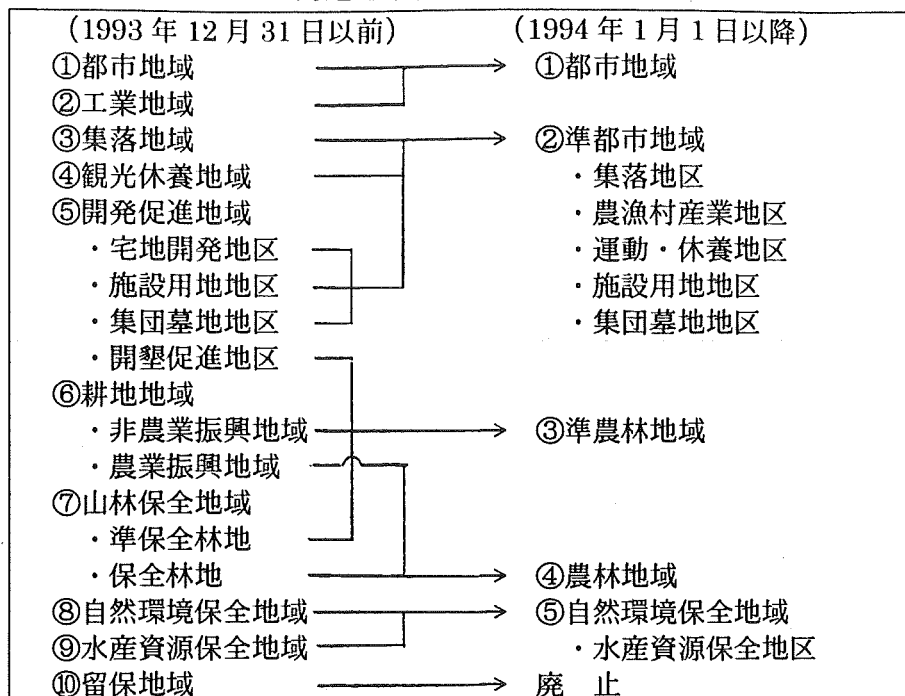 (1993年12月31日以前) (1994年1月1日以降)
①都市地域 ①都市地域
②工業地域
③集落地域 ②準都市地域
④観光休養地域 ・集落地区
⑤開発促進地域 ・農漁村産業地区
・宅地開発地区 ・運動・休養地区
・施設用地地区 ・施設用地地区
・集団墓地地区 ・集団墓地地区
・開墾促進地区
⑥耕地地域
・非農業振興地域 ③準農林地域
・農業振興地域
⑦山林保全地域
・準保全林地
・保全林地 ④農林地域
⑧自然環境保全地域 ⑤自然環境保全地域
⑨水産資源保全地域 ・水産資源保全地区
⑩留保地域 廃 止